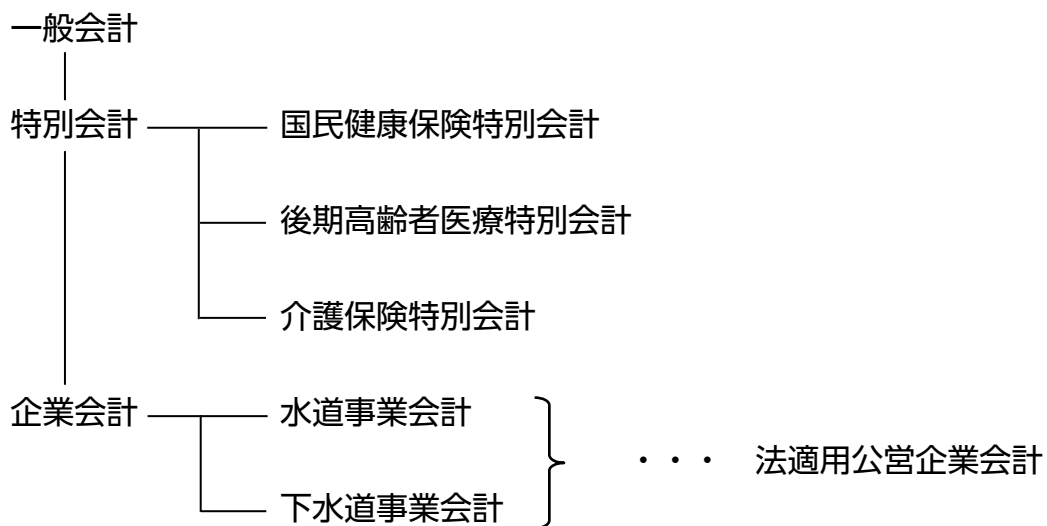 一般会計
特別会計 国民健康保険特別会計
後期高齢者医療特別会計
介護保険特別会計
企業会計 水道事業会計
・・・ 法適用公営企業会計
下水道事業会計